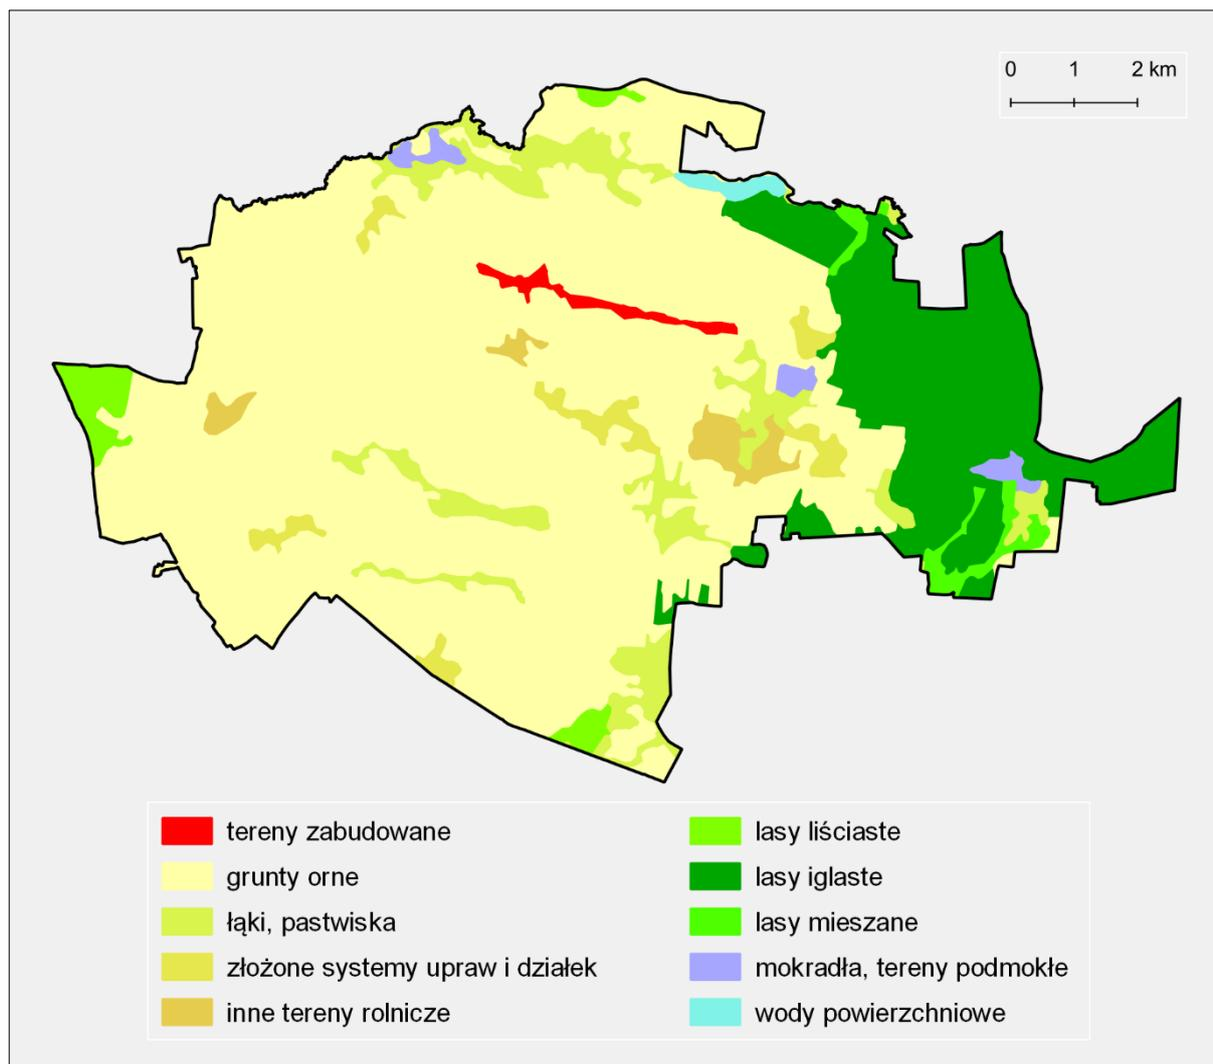 0 1 2 km
tereny zabudowane
grunty orne
łąki, pastwiska
złożone systemy upraw i działek
inne tereny rolnicze
lasy liściaste
lasy iglaste
lasy mieszane
mokradła, tereny podmokłe
wody powierzchniowe